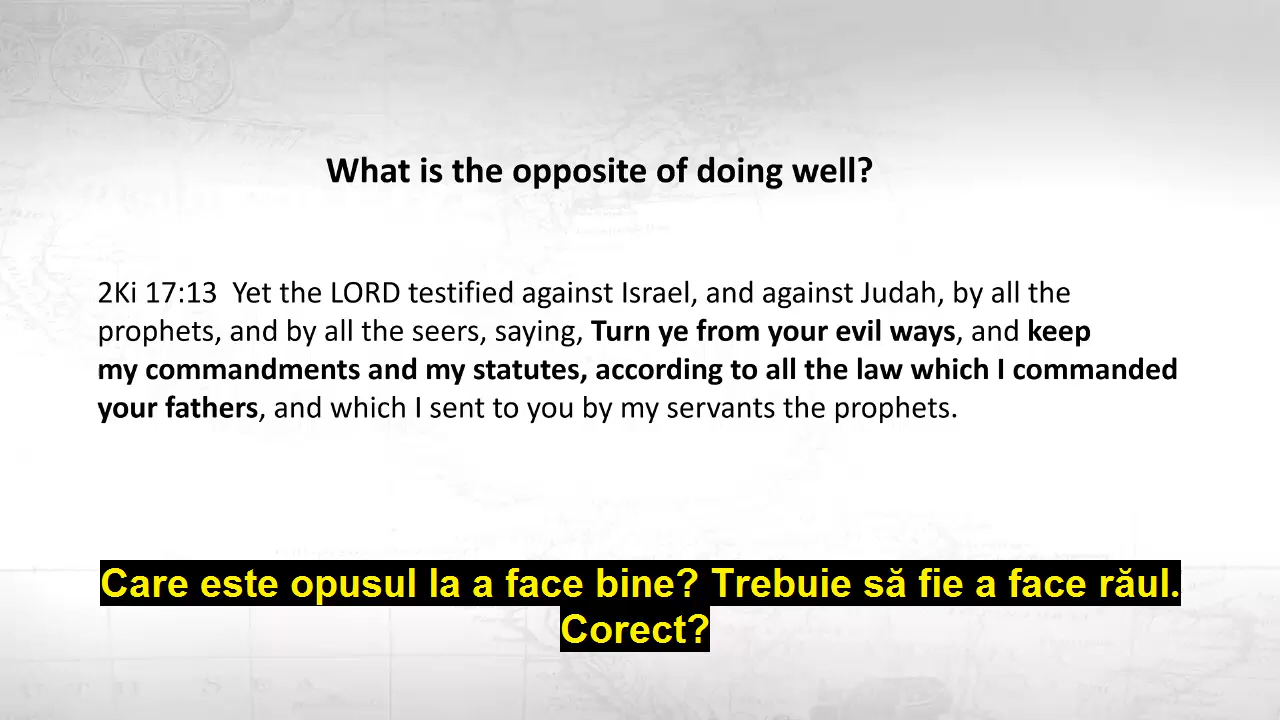 What is the opposite of doing well?
2Ki 17:13  Yet the LORD testified against Israel, and against Judah, by all the
prophets, and by all the seers, saying, Turn ye from your evil ways, and keep
my commandments and my statutes, according to all the law which I commanded
your fathers, and which I sent to you by my servants the prophets.
Care este opusul la a face bine? Trebuie să fie a face răul.
Corect?